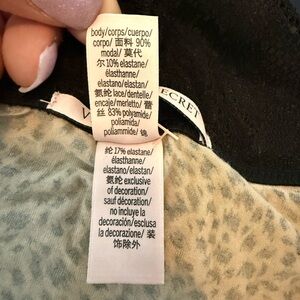 body/corps/cuerpo/
corpo/ 面料 90%
modal/ 莫代
尔 10% elastane/
élasthanne/
elastano/elastan/
氨纶 lace/dentelle/
encaje/merletto/ 蕾
丝 83% polyamide/
poliamida/
poliammide/ 锦
纶 17% elastane/
élasthanne/
elastano/elastan/
氨纶 exclusive
of decoration/
sauf décoration/
no incluye la
decoración/esclusa
la decorazione/ 装
饰除外
V
SECRET